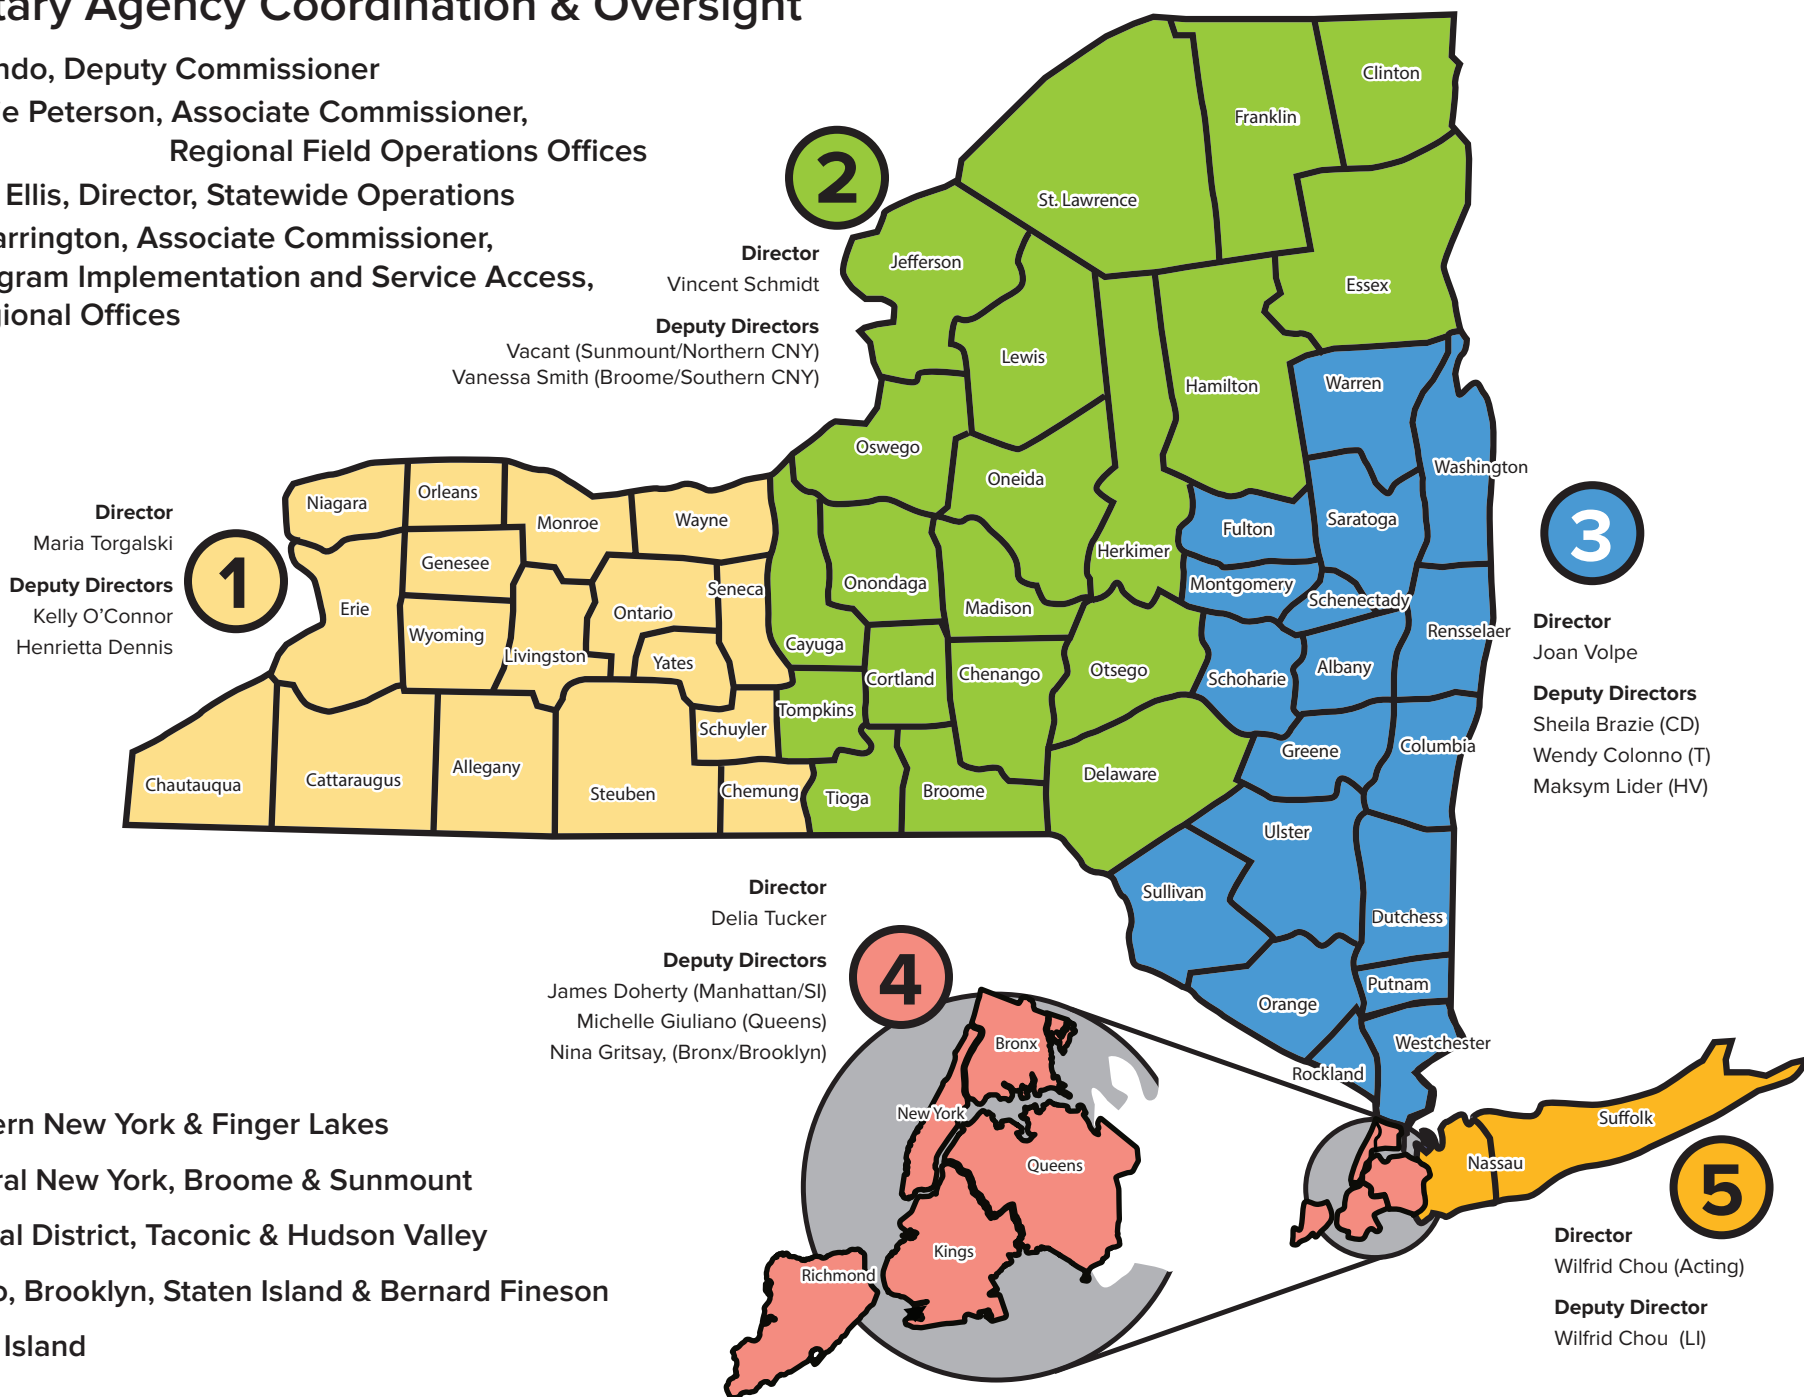 tary Agency Coordination & Oversight
ndo, Deputy Commissioner
e Peterson, Associate Commissioner,
Regional Field Operations Offices
Ellis, Director, Statewide Operations
arrington, Associate Commissioner,
gram Implementation and Service Access,
gional Offices
2
Director
Vincent Schmidt
Deputy Directors
Vacant (Sunmount/Northern CNY)
Vanessa Smith (Broome/Southern CNY)
Clinton
Franklin
St. Lawrence
Jefferson
Essex
Lewis
Hamilton
Warren
Oswego
Washington
Oneida
Herkimer
Fulton
Saratoga
Montgomery
Schenectady
Rensselaer
Onondaga
Madison
Cayuga
Cortland
Chenango
Otsego
Schoharie
Albany
Tompkins
Greene
Columbia
Delaware
Tioga
Broome
Ulster
Sullivan
Dutchess
Putnam
Orange
Westchester
Rockland
Director
Maria Torgalski
Deputy Directors
Kelly O’Connor
Henrietta Dennis
1
Niagara
Orleans
Monroe
Wayne
Genesee
Erie
Wyoming
Livingston
Ontario
Seneca
Yates
Schuyler
Chautauqua
Cattaraugus
Allegany
Steuben
Chemung
3
Director
Joan Volpe
Deputy Directors
Sheila Brazie (CD)
Wendy Colonno (T)
Maksym Lider (HV)
Director
Delia Tucker
Deputy Directors
James Doherty (Manhattan/SI)
Michelle Giuliano (Queens)
Nina Gritsay, (Bronx/Brooklyn)
4
Bronx
New York
Queens
Kings
Richmond
Suffolk
Nassau
5
Director
Wilfrid Chou (Acting)
Deputy Director
Wilfrid Chou (LI)
ern New York & Finger Lakes
ral New York, Broome & Sunmount
al District, Taconic & Hudson Valley
o, Brooklyn, Staten Island & Bernard Fineson
Island